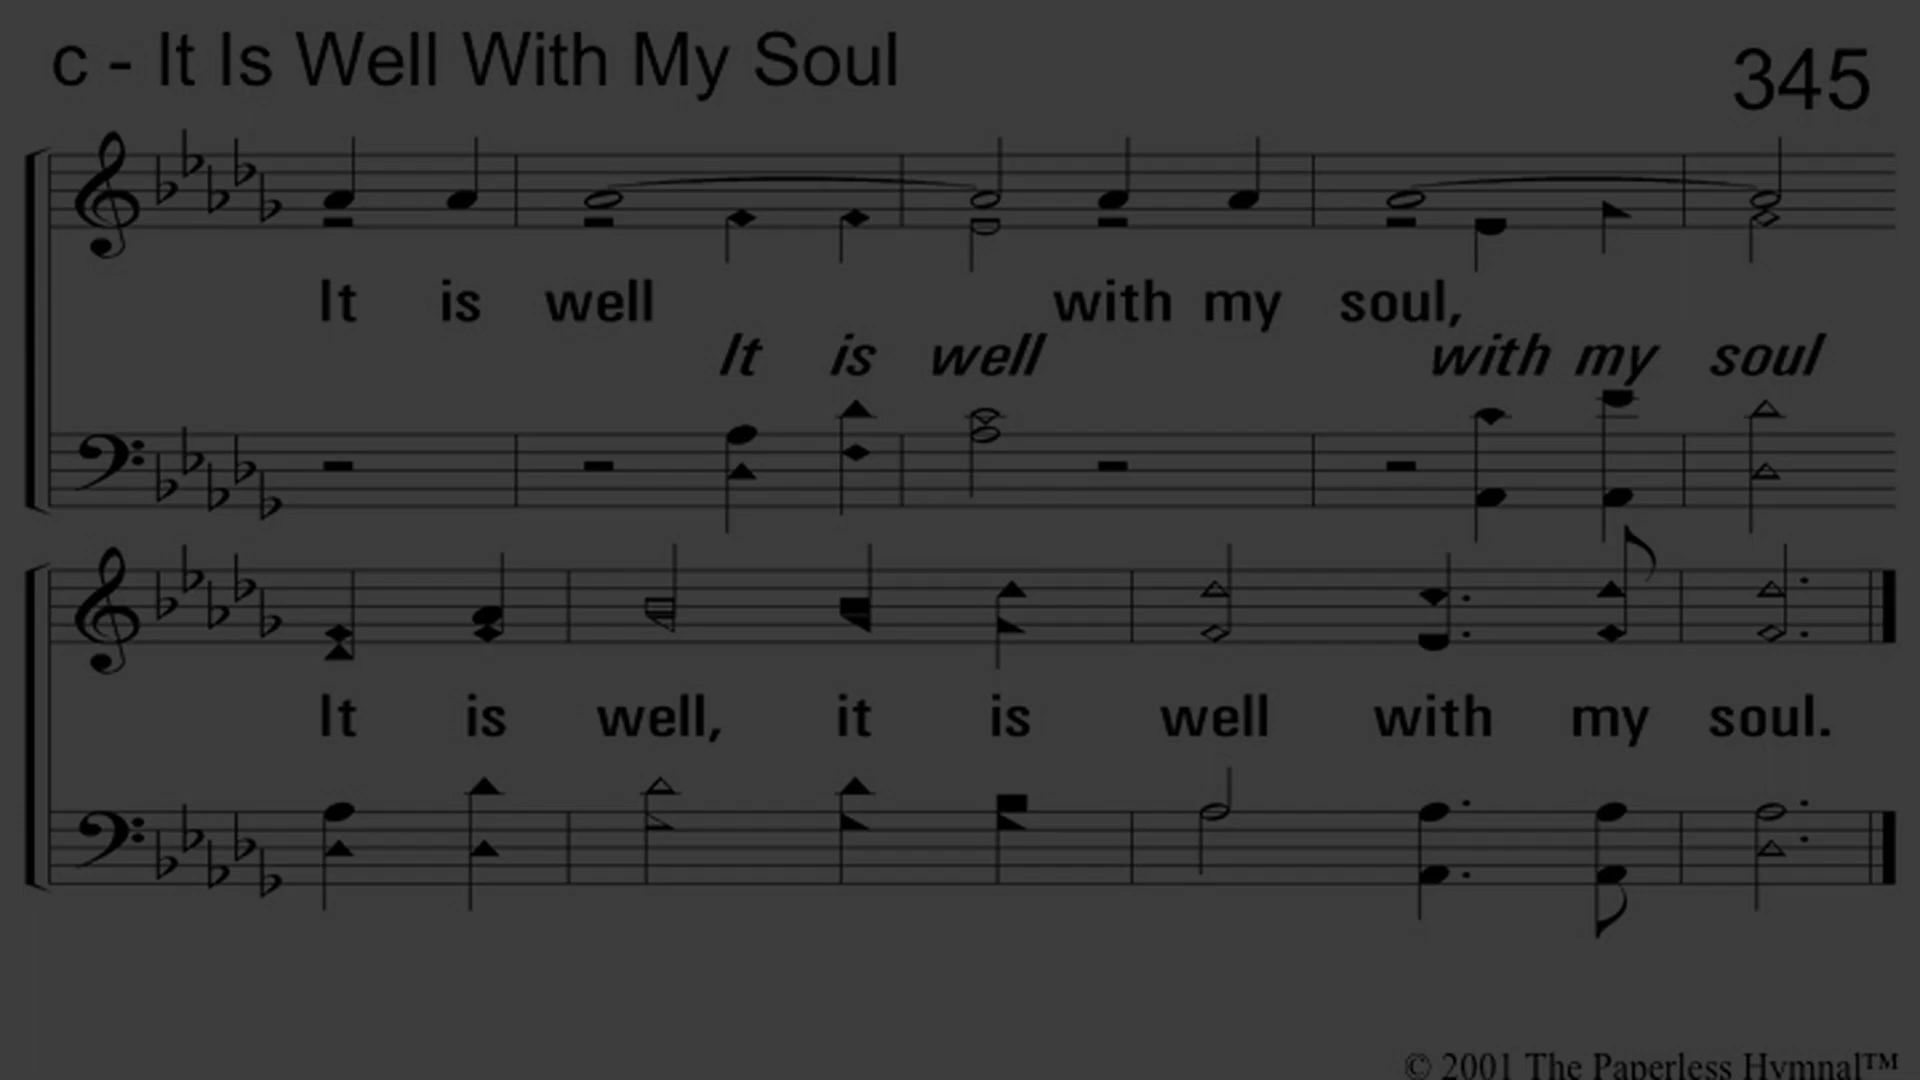 c - It Is Well With My Soul
345
It is well with my soul,
It is well with my soul
It is well, it is well with my soul.
© 2001 The Paperless Hymnal™